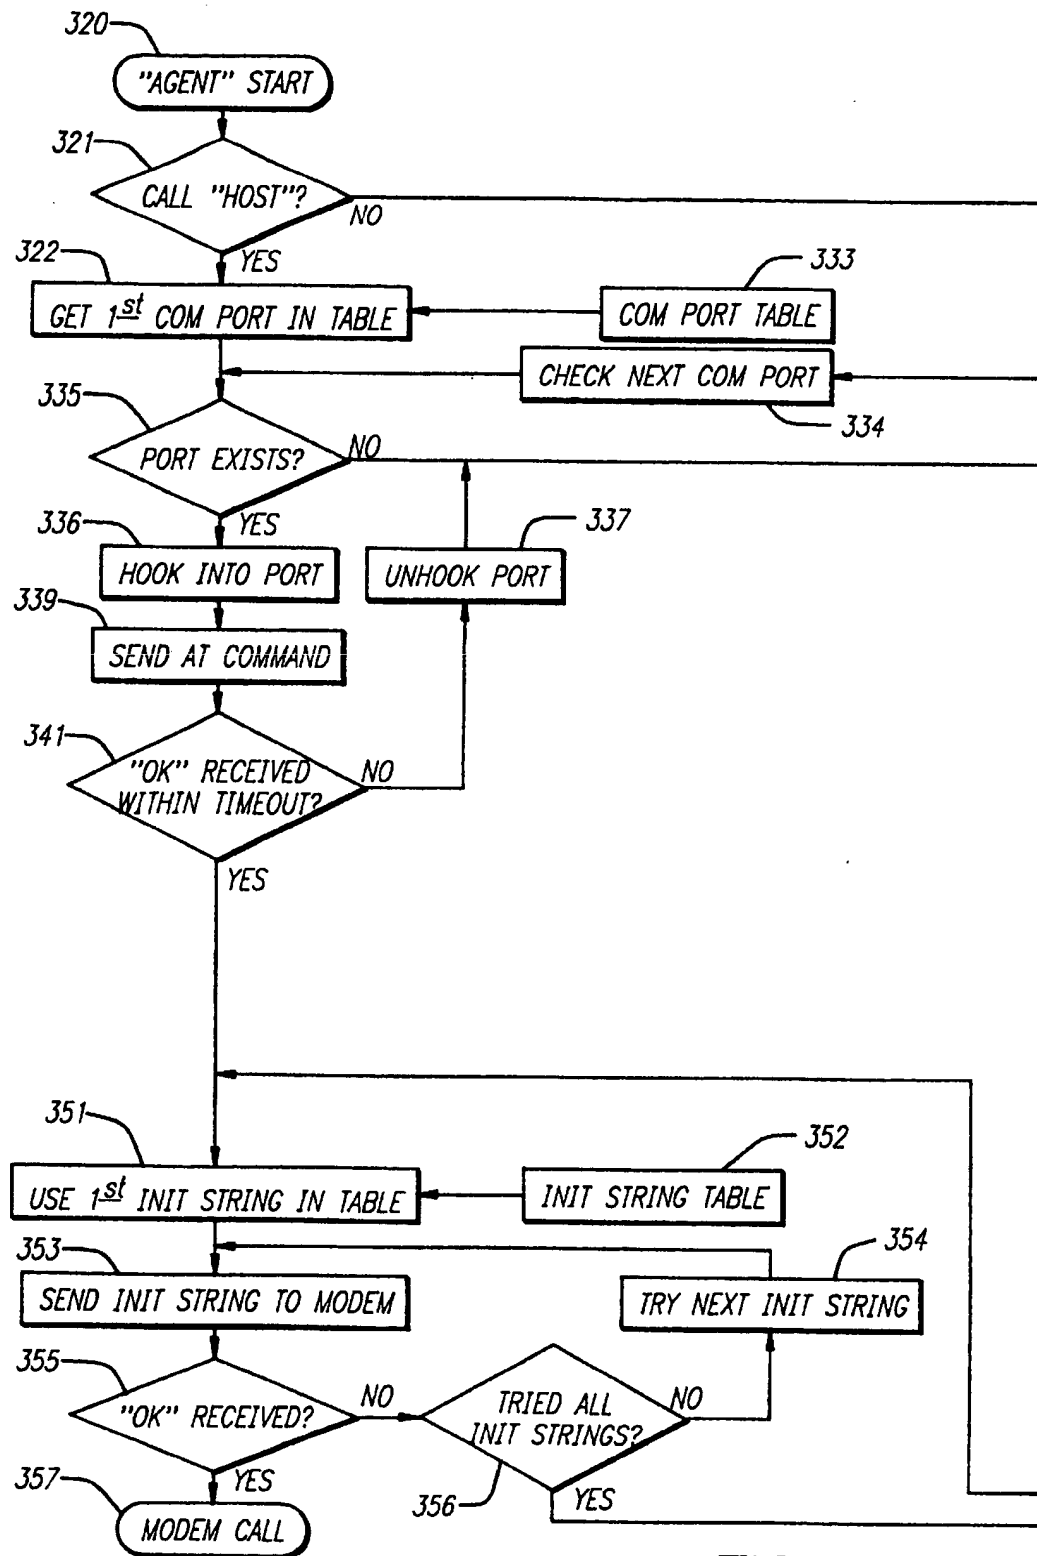 320
"AGENT" START
321
CALL "HOST"?
NO
YES
322
333
GET 1st COM PORT IN TABLE
COM PORT TABLE
CHECK NEXT COM PORT
334
335
PORT EXISTS?
NO
YES
336
337
HOOK INTO PORT
UNHOOK PORT
339
SEND AT COMMAND
341
"OK" RECEIVED
WITHIN TIMEOUT?
NO
YES
351
352
USE 1st INIT STRING IN TABLE
INIT STRING TABLE
353
354
SEND INIT STRING TO MODEM
TRY NEXT INIT STRING
355
"OK" RECEIVED?
NO
TRIED ALL
INIT STRINGS?
NO
YES
356
YES
357
MODEM CALL